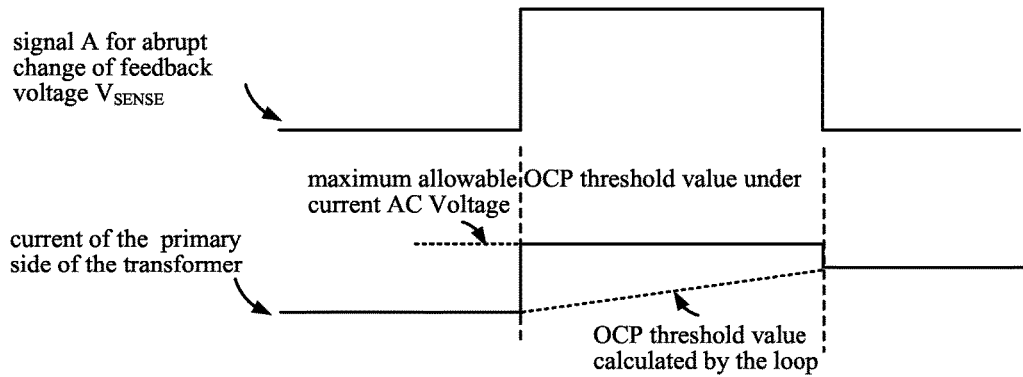 signal A for abrupt
change of feedback
voltage VSENSE
maximum allowable OCP threshold value under
current AC Voltage
current of the primary
side of the transformer
OCP threshold value
calculated by the loop